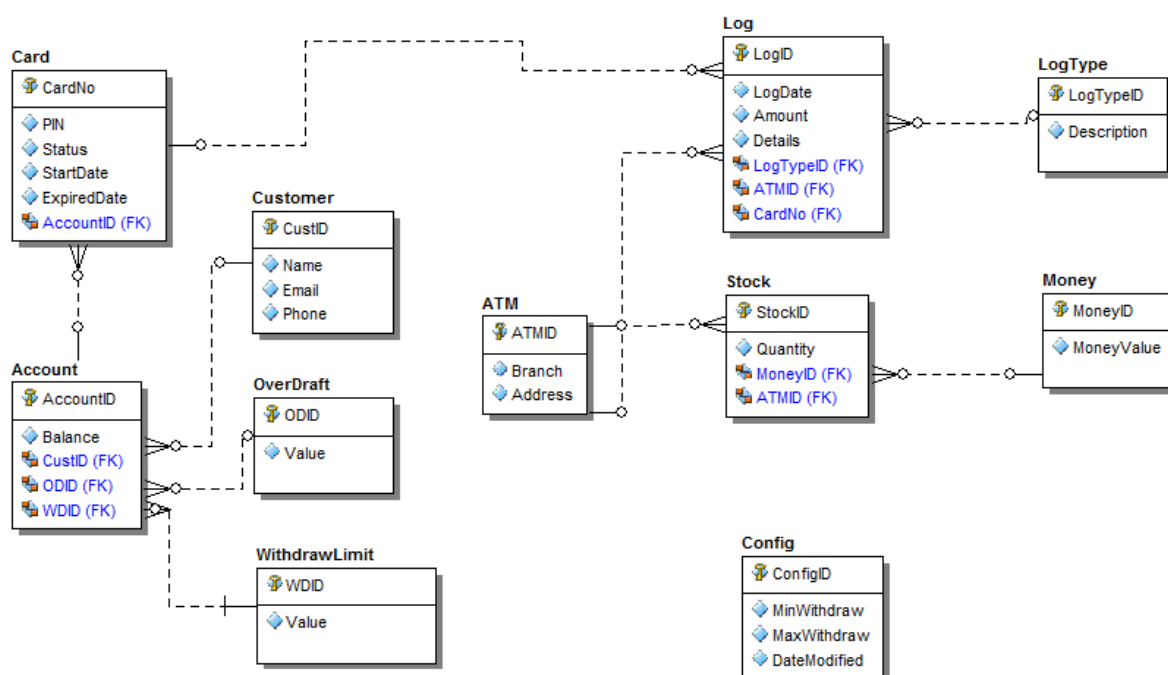 Card
CardNo
PIN
Status
StartDate
ExpiredDate
AccountID (FK)
Customer
CustID
Name
Email
Phone
Account
AccountID
Balance
CustID (FK)
ODID (FK)
WDID (FK)
OverDraft
ODID
Value
WithdrawLimit
WDID
Value
Log
LogID
LogDate
Amount
Details
LogTypeID (FK)
ATMID (FK)
CardNo (FK)
LogType
LogTypeID
Description
ATM
ATMID
Branch
Address
Stock
StockID
Quantity
MoneyID (FK)
ATMID (FK)
Money
MoneyID
MoneyValue
Config
ConfigID
MinWithdraw
MaxWithdraw
DateModified